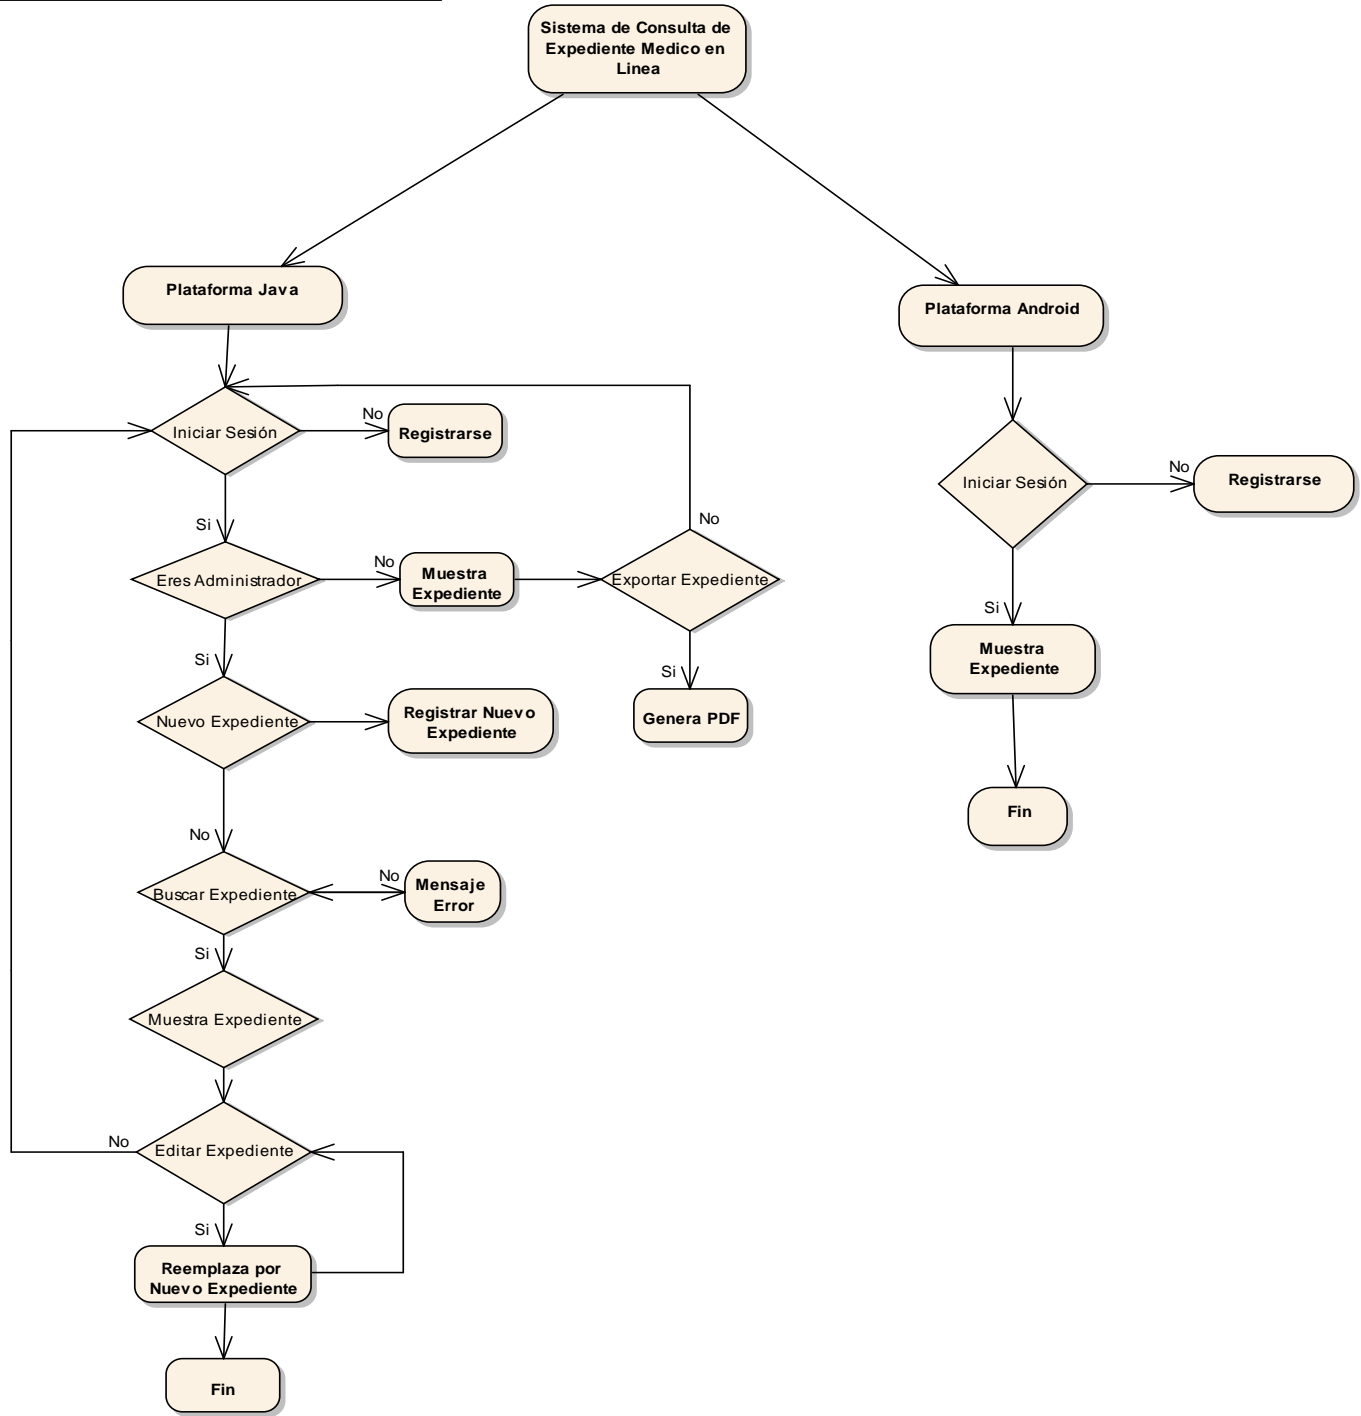 Sistema de Consulta de
Expediente Medico en
Linea
Plataforma Java
Plataforma Android
Iniciar Sesión
No
Registrarse
Iniciar Sesión
No
Registrarse
Si
No
Eres Administrador
No
Muestra
Expediente
Exportar Expediente
Si
Muestra
Expediente
Si
Nuevo Expediente
Registrar Nuevo
Expediente
Si
Genera PDF
Fin
No
Buscar Expediente
No
Mensaje
Error
Si
Muestra Expediente
No
Editar Expediente
Si
Reemplaza por
Nuevo Expediente
Fin